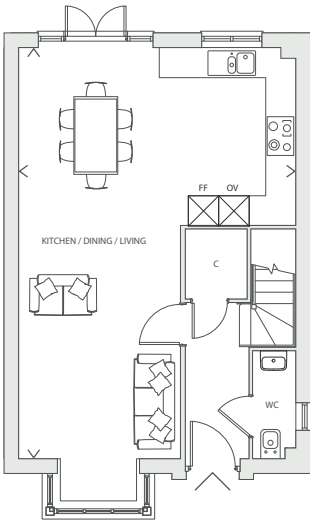 FF OV
KITCHEN / DINING / LIVING
C
WC